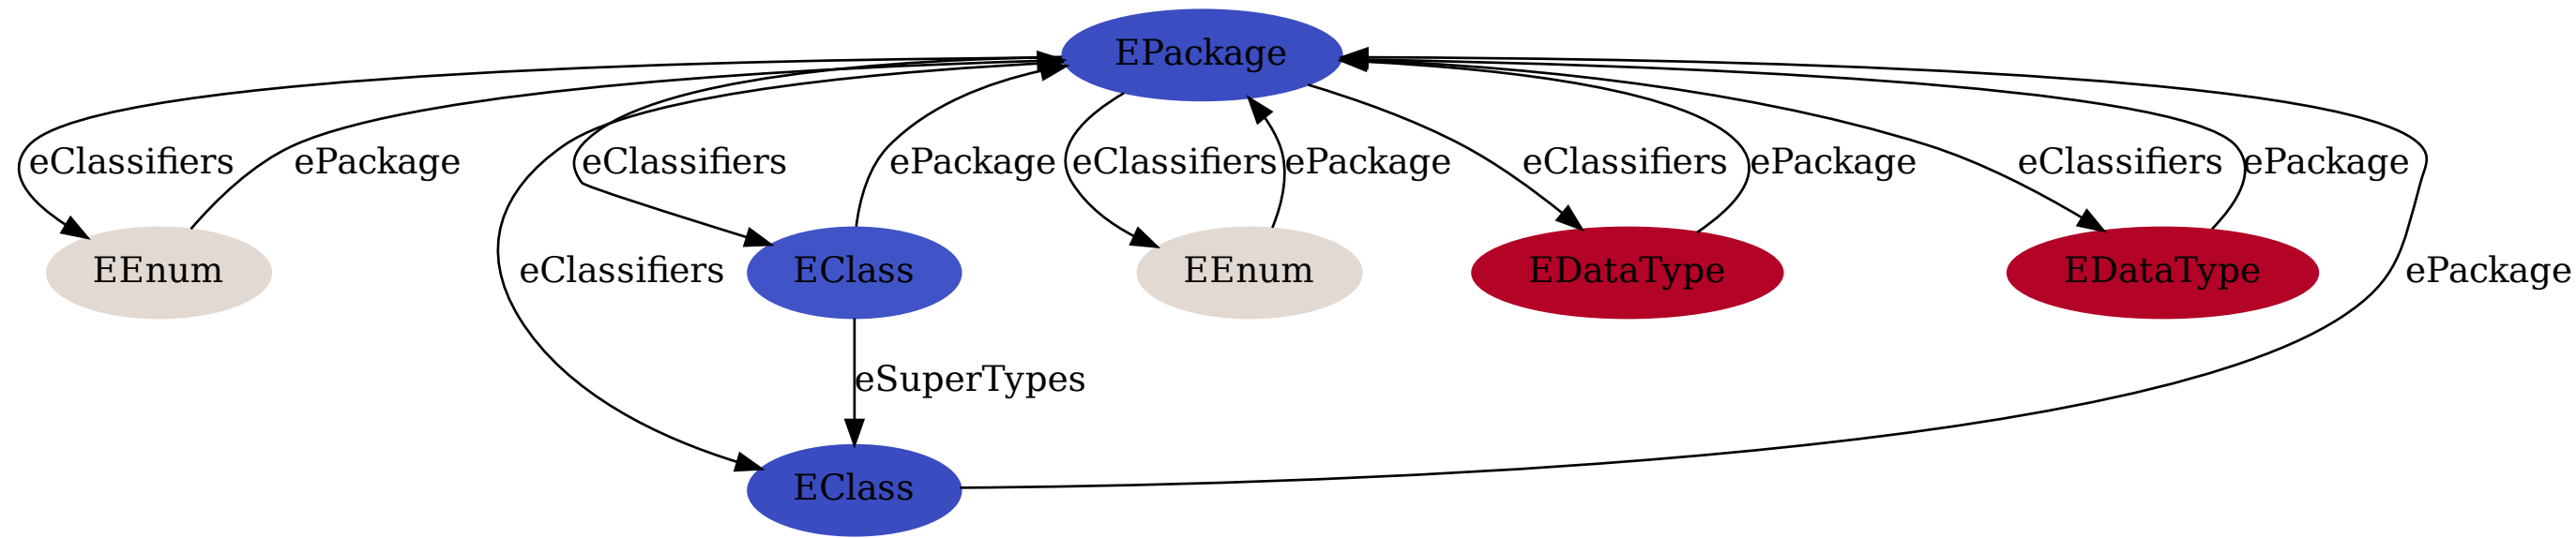 EPackage
eClassifiers
ePackage
eClassifiers
ePackage
eClassifiers
ePackage
eClassifiers
ePackage
eClassifiers
ePackage
EEnum
eClassifiers
EClass
EEnum
EDataType
EDataType
ePackage
eSuperTypes
EClass